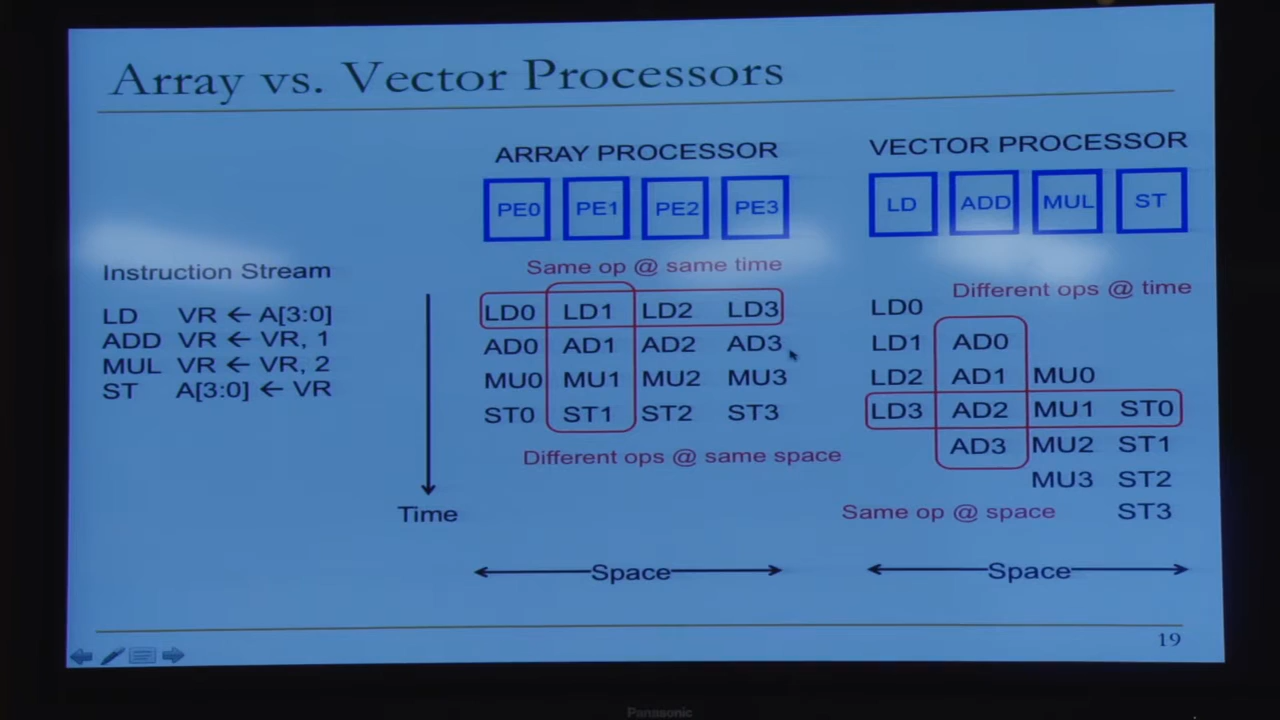 Array vs. Vector Processors
ARRAY PROCESSOR
VECTOR PROCESSOR
PE0 PE1 PE2 PE3
LD ADD MUL ST
Instruction Stream
LD VR ← A[3:0]
ADD VR ← VR, 1
MUL VR ← VR, 2
ST A[3:0] ← VR
Time
Same op @ same time
LD0 LD1 LD2 LD3
AD0 AD1 AD2 AD3
MU0 MU1 MU2 MU3
ST0 ST1 ST2 ST3
Different ops @ same space
Space
Different ops @ time
LD0
LD1 AD0
LD2 AD1 MU0
LD3 AD2 MU1 ST0
AD3 MU2 ST1
MU3 ST2
ST3
Same op @ space
Space
19
Panasonic